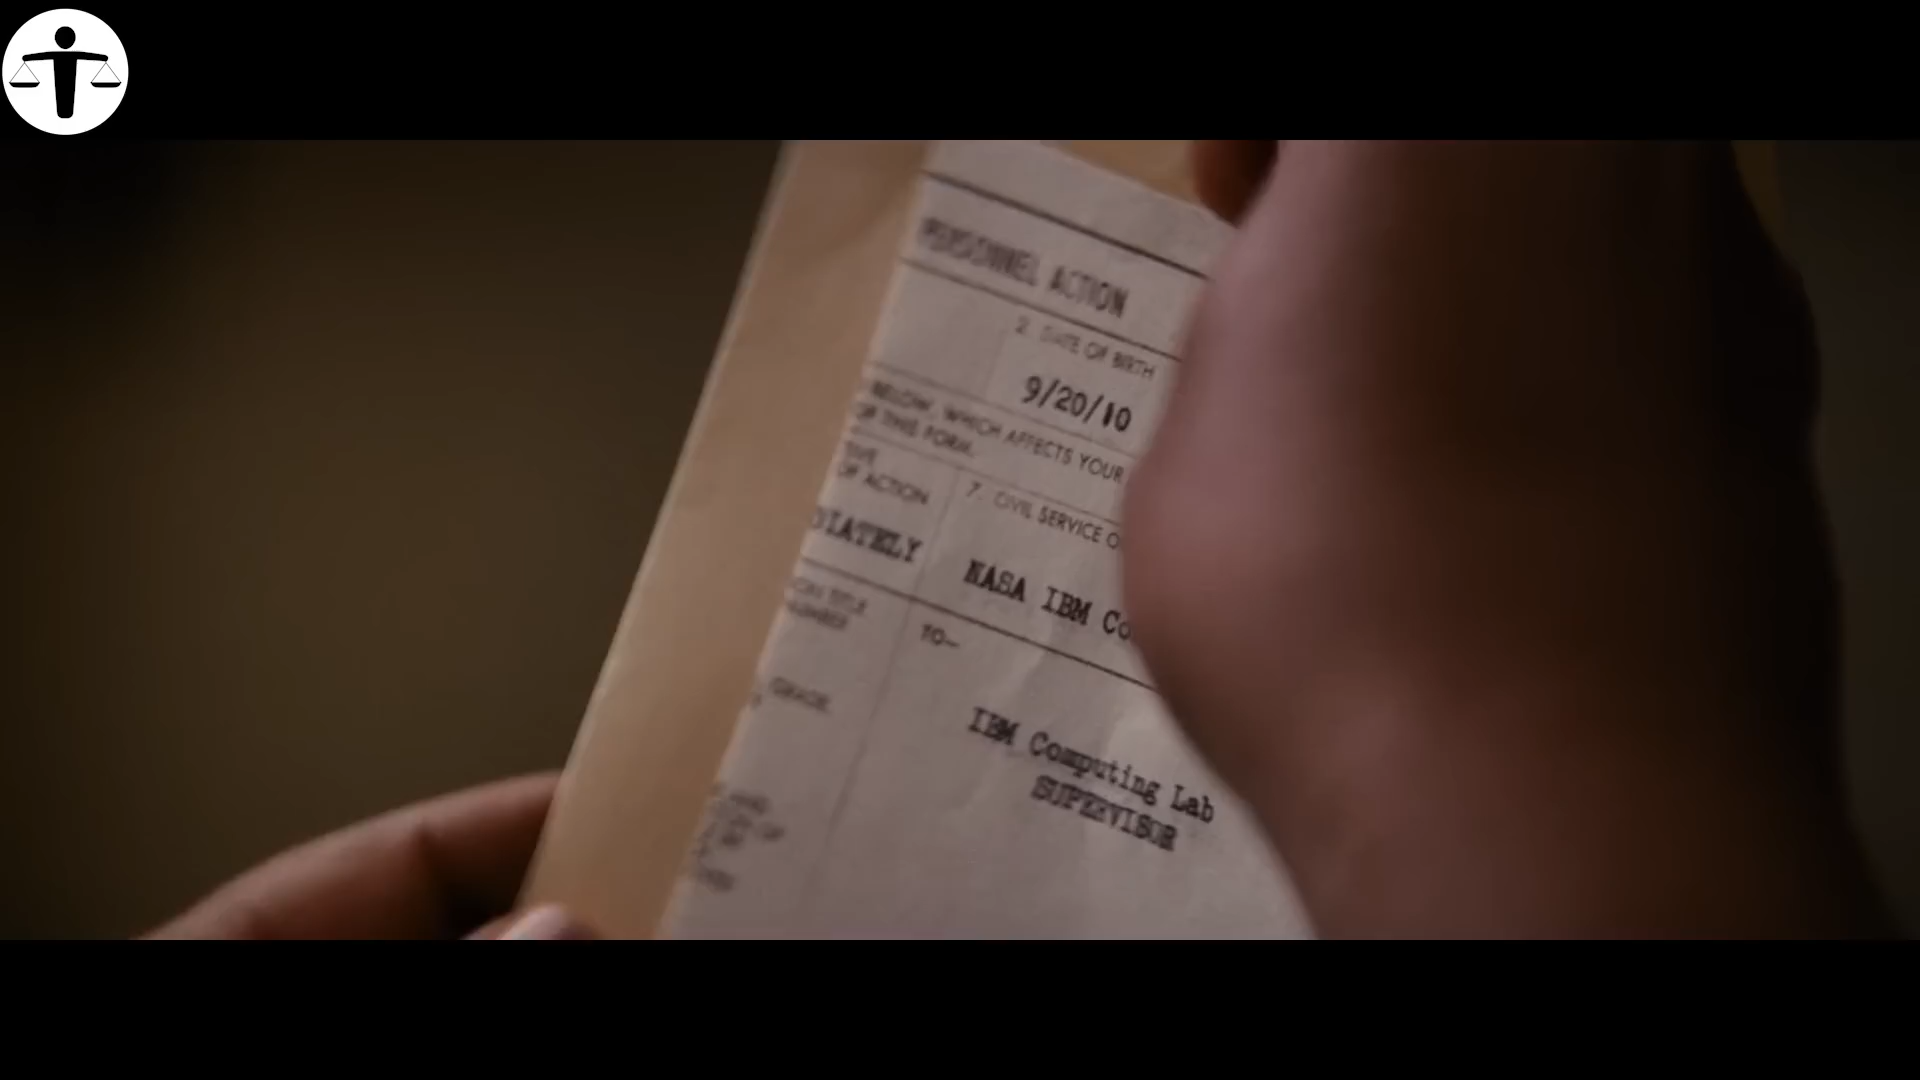 PERSONNEL ACTION
2. DATE OF BIRTH
9/20/10
BELOW, WHICH AFFECTS YOUR
OF THIS FORM.
OF ACTION
7. CIVIL SERVICE
DIATELY
NASA IBM Co
NUMBER
TO—
GRADE
IBM Computing Lab
SUPERVISOR